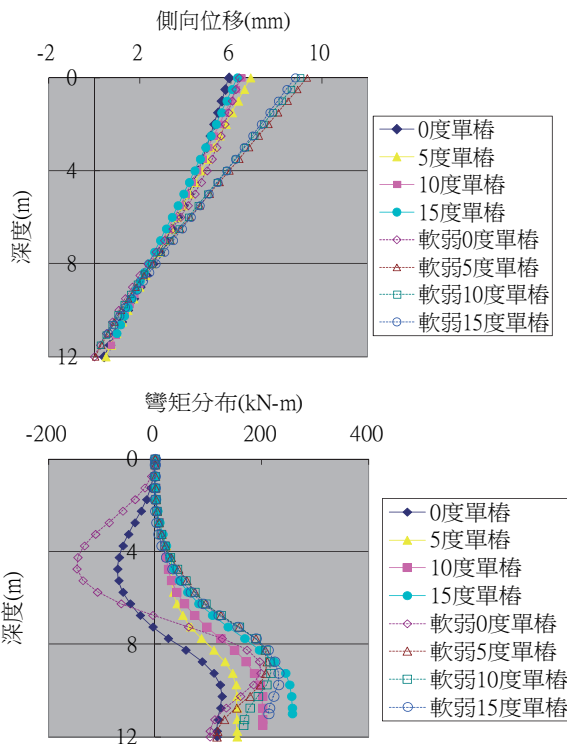 側向位移(mm)
-2 2 6 10
0
4
8
12
深度(m)
0度單樁
5度單樁
10度單樁
15度單樁
軟弱0度單樁
軟弱5度單樁
軟弱10度單樁
軟弱15度單樁
彎矩分布(kN-m)
-200 0 200 400
0
4
8
12
深度(m)
0度單樁
5度單樁
10度單樁
15度單樁
軟弱0度單樁
軟弱5度單樁
軟弱10度單樁
軟弱15度單樁